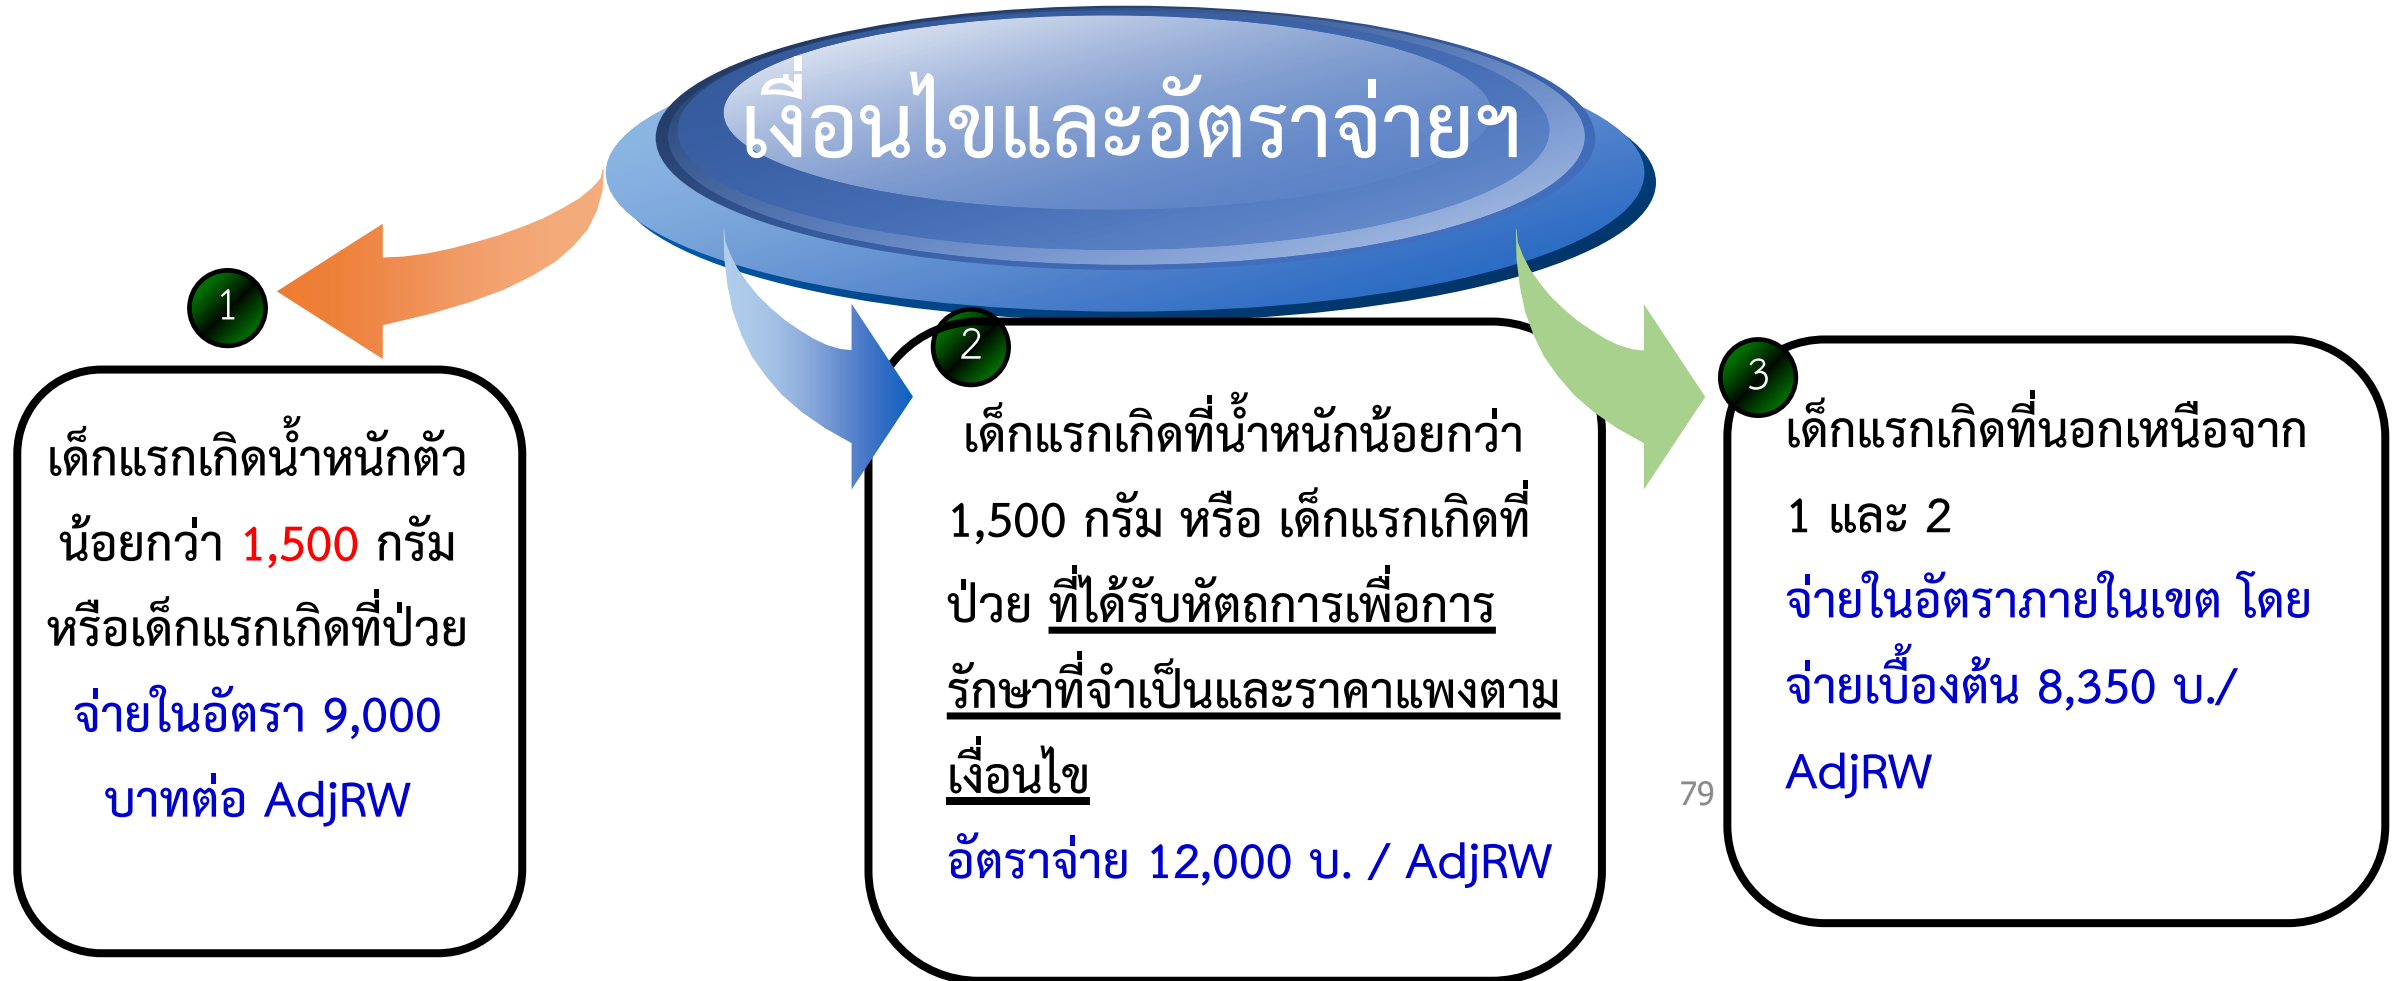 เงื่อนไขและอัตราจ่ายฯ
1
เด็กแรกเกิดน้ำหนักตัว
น้อยกว่า 1,500 กรัม
หรือเด็กแรกเกิดที่ป่วย
จ่ายในอัตรา 9,000
บาทต่อ AdjRW
2
เด็กแรกเกิดที่น้ำหนักน้อยกว่า
1,500 กรัม หรือ เด็กแรกเกิดที่
ป่วย ที่ได้รับหัตถการเพื่อการ
รักษาที่จำเป็นและราคาแพงตาม
เงื่อนไข
อัตราจ่าย 12,000 บ. / AdjRW
3
เด็กแรกเกิดที่นอกเหนือจาก
1 และ 2
จ่ายในอัตราภายในเขต โดย
จ่ายเบื้องต้น 8,350 บ./
AdjRW
79